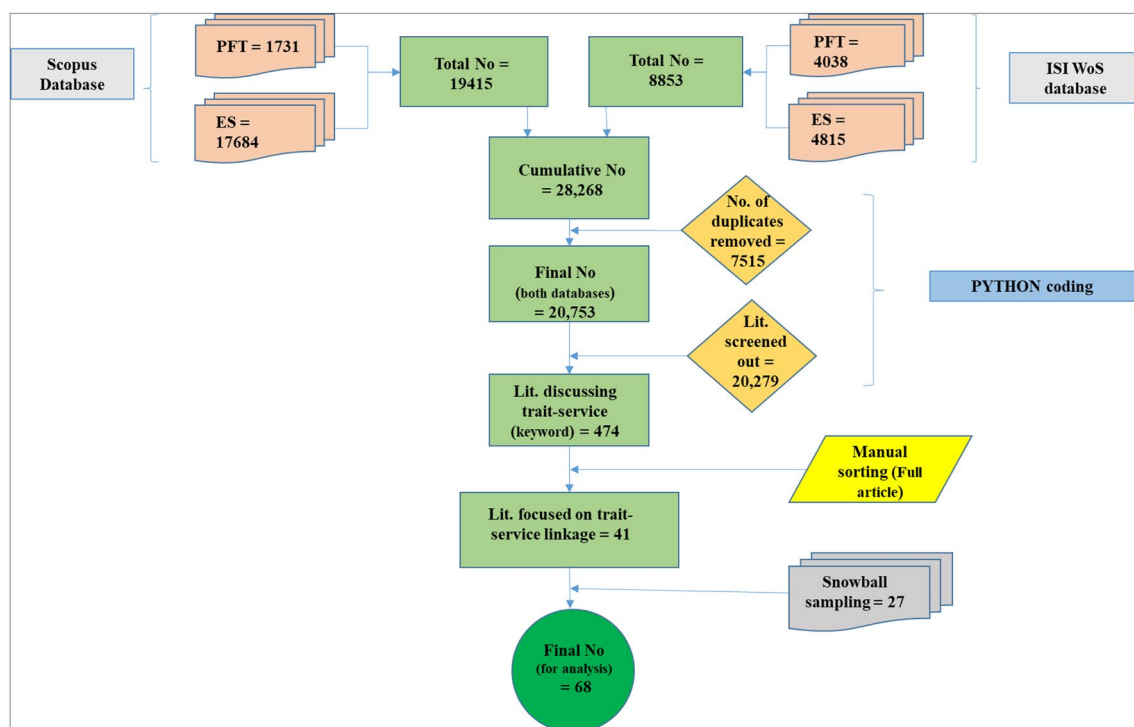 Scopus
Database
PFT = 1731
ES =
17684
Total No =
19415
Total No =
8853
PFT =
4038
ES =
4815
ISI WoS
database
Cumulative No
= 28,268
No. of
duplicates
removed =
7515
Final No
(both databases)
= 20,753
PYTHON coding
Lit.
screened
out =
20,279
Lit. discussing
trait-service
(keyword) = 474
Manual
sorting (Full
article)
Lit. focused on trait-
service linkage = 41
Snowball
sampling = 27
Final No
(for analysis)
= 68